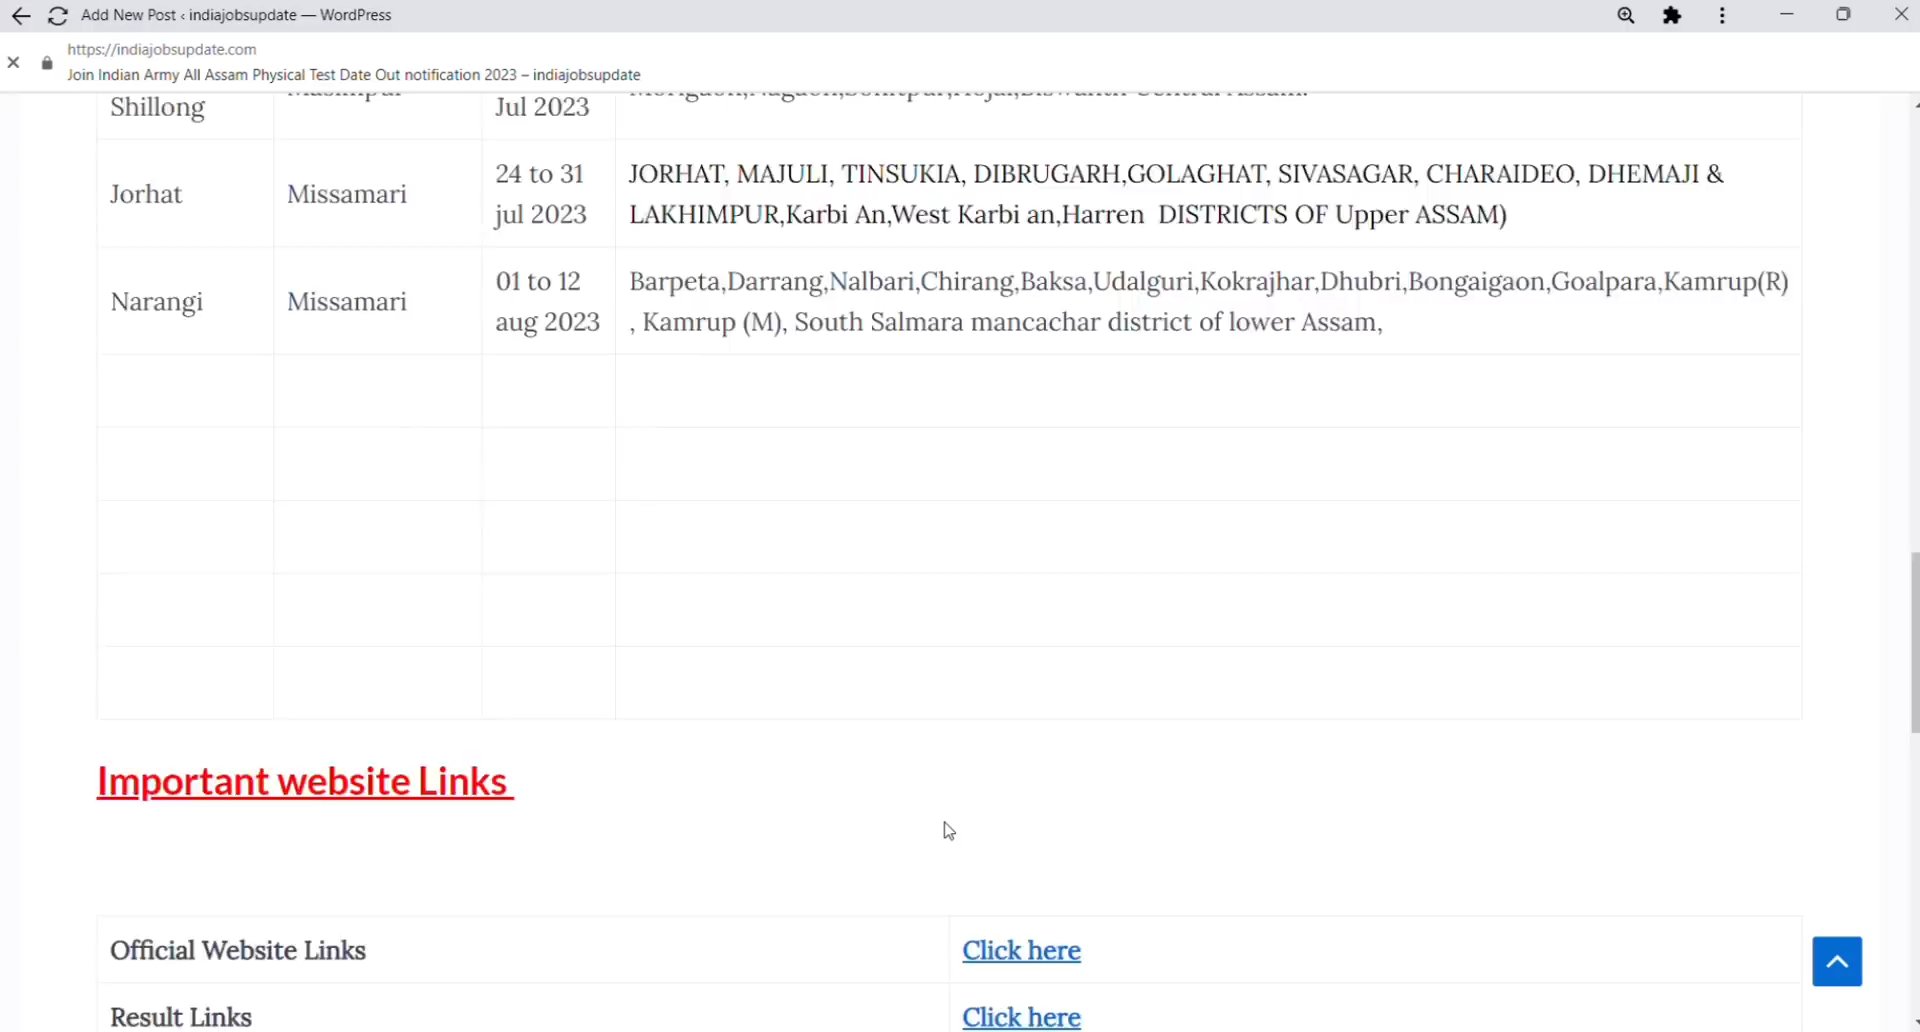 Add New Post ‹ indiajobsupdate — WordPress
https://indiajobsupdate.com
Join Indian Army All Assam Physical Test Date Out notification 2023 – indiajobsupdate
Shillong
Jul 2023
Jorhat
Missamari
24 to 31
jul 2023
JORHAT, MAJULI, TINSUKIA, DIBRUGARH,GOLAGHAT, SIVASAGAR, CHARAIDEO, DHEMAJI &
LAKHIMPUR,Karbi An,West Karbi an,Harren DISTRICTS OF Upper ASSAM)
Narangi
Missamari
01 to 12
aug 2023
Barpeta,Darrang,Nalbari,Chirang,Baksa,Udalguri,Kokrajhar,Dhubri,Bongaigaon,Goalpara,Kamrup(R)
, Kamrup (M), South Salmara mancachar district of lower Assam,
Important website Links
Official Website Links
Click here
Result Links
Click here